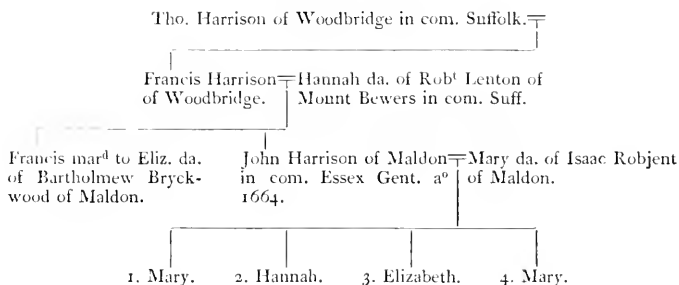 Tho. Harrison of Woodbridge in com. Suffolk.
Francis Harrison
of Woodbridge.
Hannah da. of Robᵗ Lenton of
Mount Bewers in com. Suff.
Francis marᵈ to Eliz. da.
of Bartholmew Bryck-
wood of Maldon.
John Harrison of Maldon
in com. Essex Gent. aᵒ
1664.
Mary da. of Isaac Robjent
of Maldon.
1. Mary.
2. Hannah.
3. Elizabeth.
4. Mary.